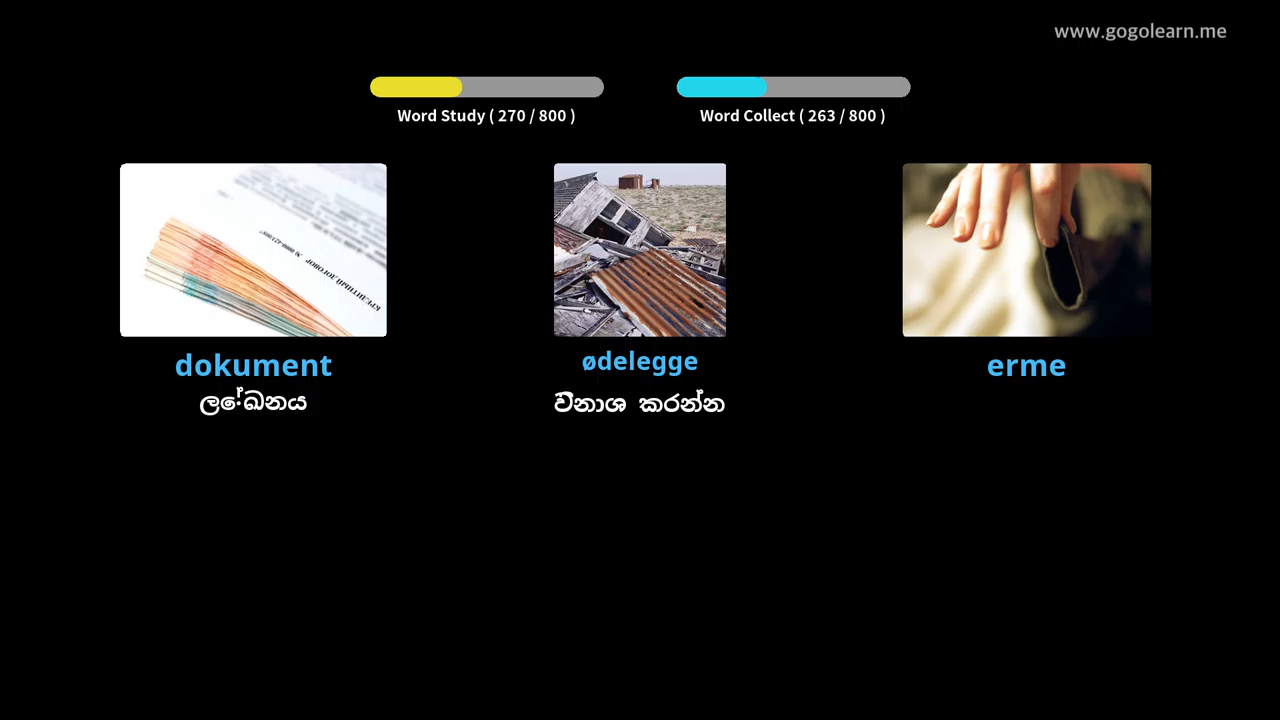 www.gogolearn.me
Word Study ( 270 / 800 )
Word Collect ( 263 / 800 )
dokument
ødelegge
erme
ලේඛනය
විනාශ කරන්න